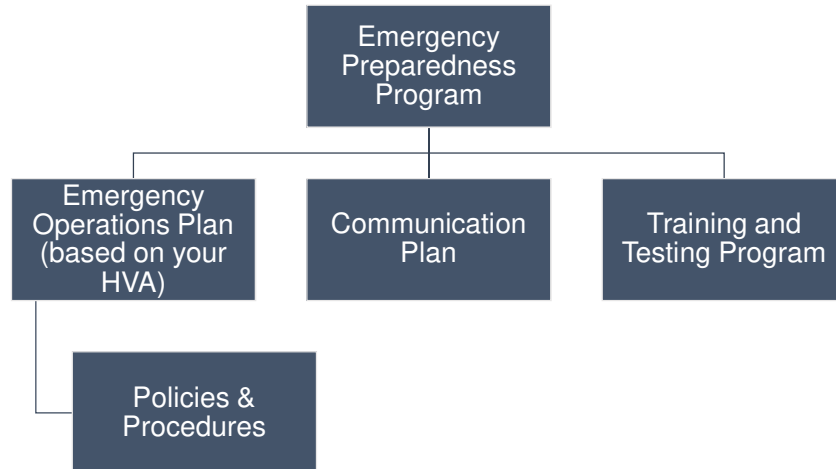 Emergency
Preparedness
Program
Emergency
Operations Plan
(based on your
HVA)
Communication
Plan
Training and
Testing Program
Policies &
Procedures